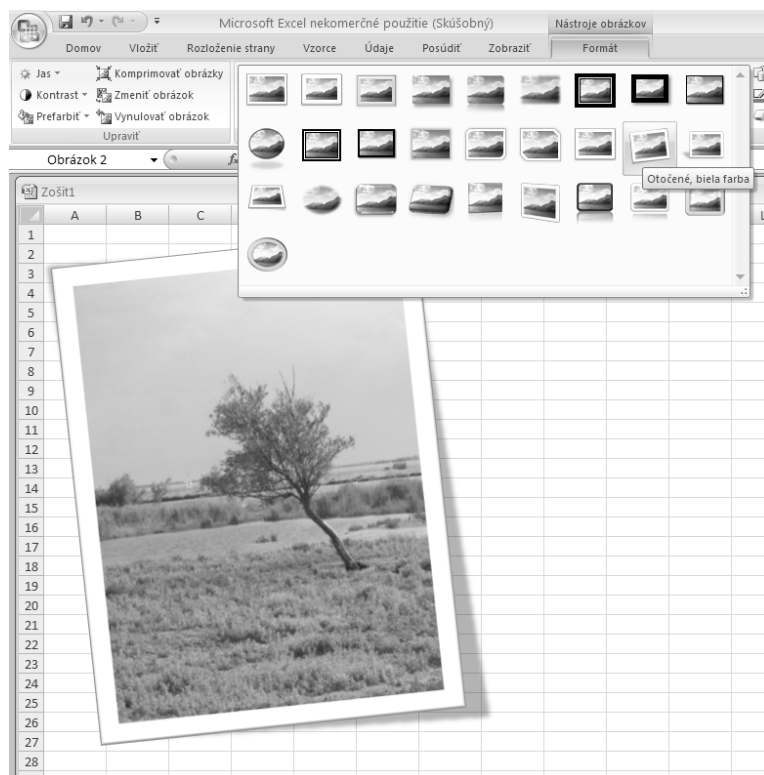 Microsoft Excel nekomerčné použitie (Skúšobný)
Nástroje obrázkov
Domov Vložiť Rozloženie strany Vzorce Údaje Posúdiť Zobraziť Formát
Jas Komprimovať obrázky
Kontrast Zmeniť obrázok
Prefarbiť Vynulovať obrázok
Upraviť
Obrázok 2
Otočené, biela farba
Zošit1
A B C
1
2
3
4
5
6
7
8
9
10
11
12
13
14
15
16
17
18
19
20
21
22
23
24
25
26
27
28